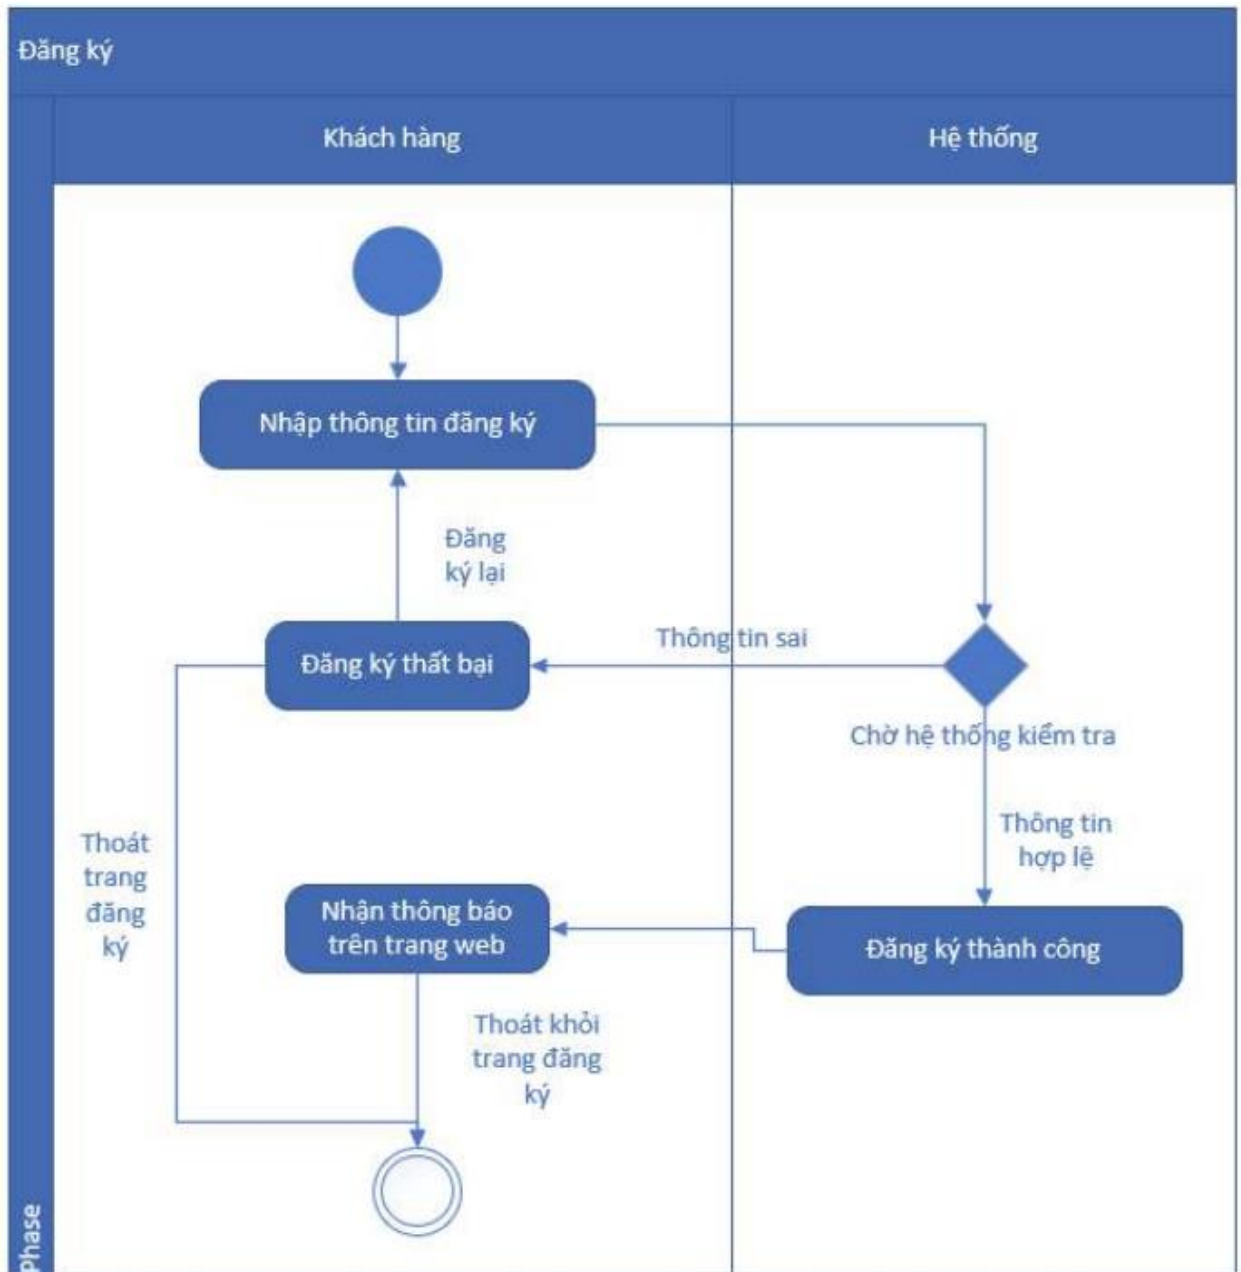 Đăng ký
Khách hàng
Hệ thống
Nhập thông tin đăng ký
Đăng
ký lại
Thông tin sai
Đăng ký thất bại
Chờ hệ thống kiểm tra
Thông tin
hợp lệ
Thoát
trang
đăng
ký
Nhận thông báo
trên trang web
Đăng ký thành công
Thoát khỏi
trang đăng
ký
Phase